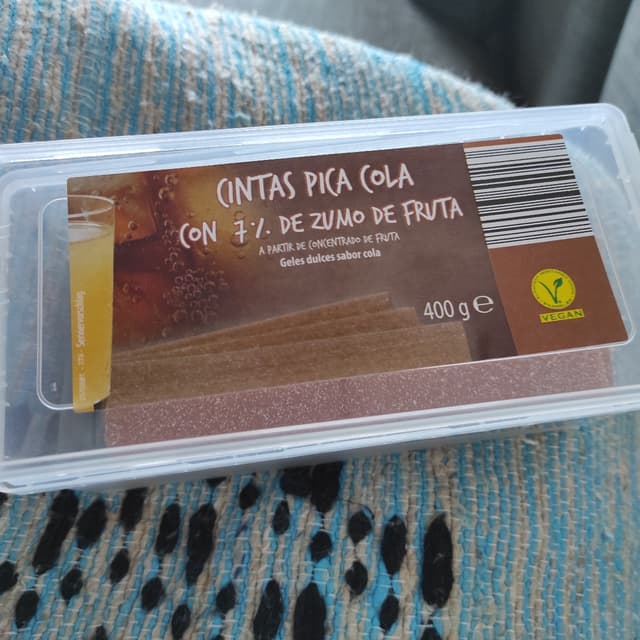 CINTAS PICA COLA
CON 7% DE ZUMO DE FRUTA
A PARTIR DE CONCENTRADO DE FRUTA
Geles dulces sabor cola
400 g e
VEGAN